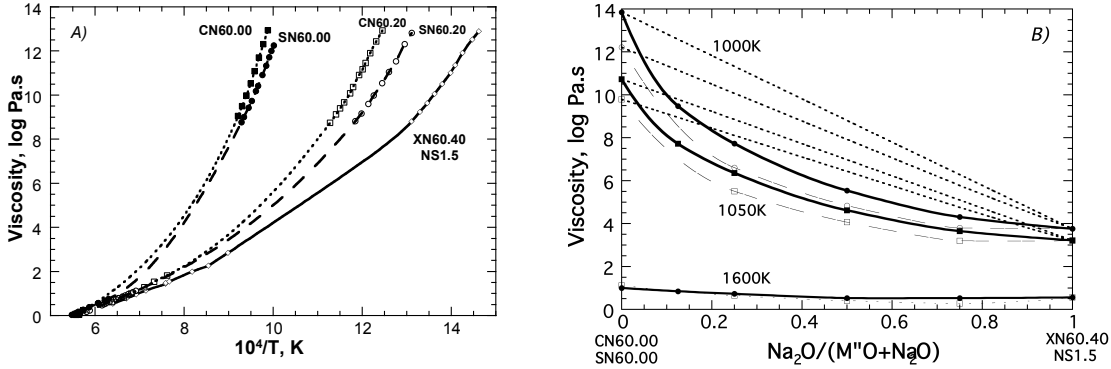 A)
CN60.00
SN60.00
CN60.20
SN60.20
XN60.40
NS1.5
Viscosity, log Pa.s
14
12
10
8
6
4
2
0
6
8
10
12
14
10⁴/T, K
B)
1000K
1050K
1600K
Viscosity, log Pa.s
14
12
10
8
6
4
2
0
0
0.2
0.4
0.6
0.8
1
CN60.00
SN60.00
Na₂O/(M"O+Na₂O)
XN60.40
NS1.5